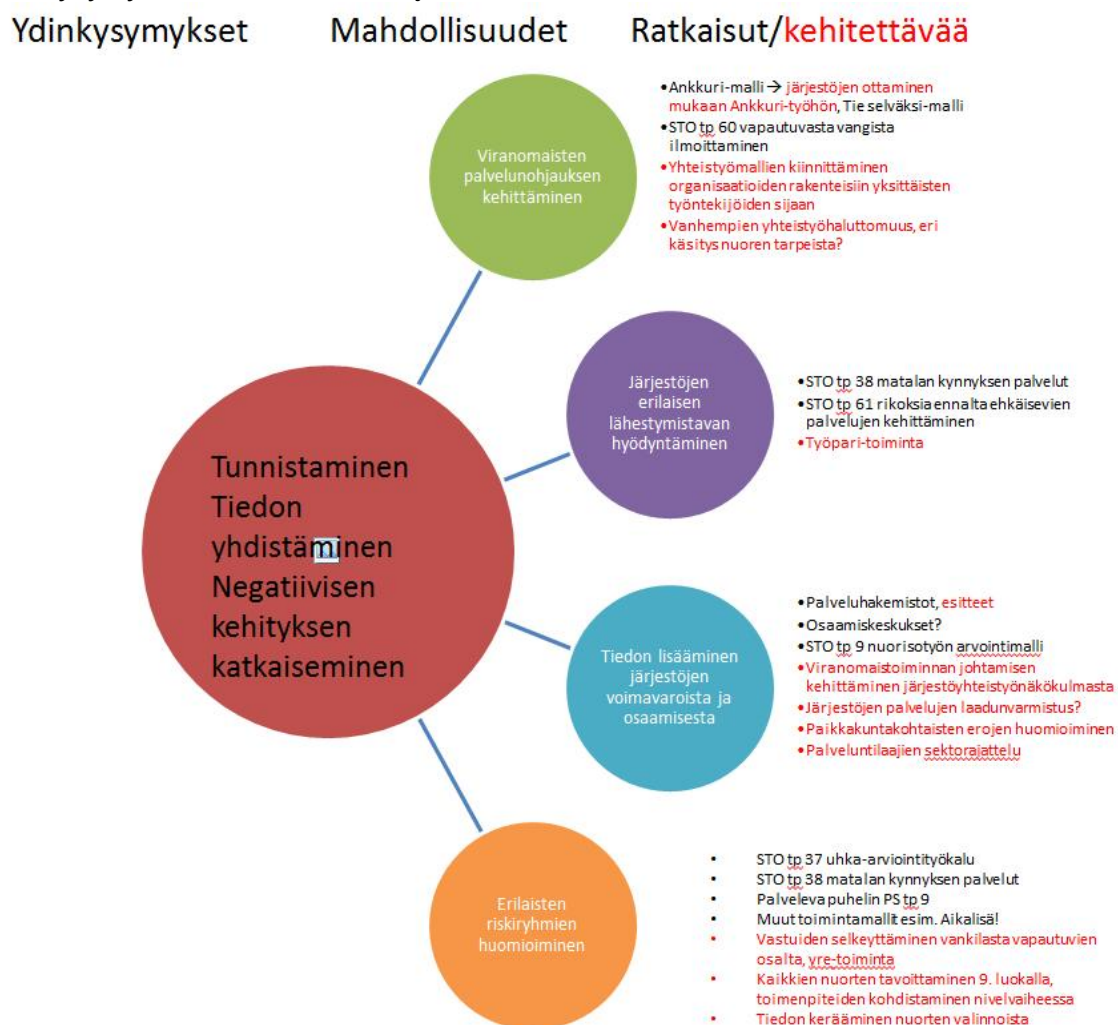 Ydinkysymykset
Mahdollisuudet
Ratkaisut/kehitettävää
Viranomaisten
palvelunohjauksen
kehittäminen
•Ankkuri-malli → järjestöjen ottaminen
mukaan Ankkuri-työhön, Tie selväksi-malli
•STO tp 60 vapautuvasta vangista
ilmoittaminen
•Yhteistyömallien kiinnittäminen
organisaatioiden rakenteisiin yksittäisten
työntekijöiden sijaan
•Vanhempien yhteistyöhaluttomuus, eri
käsitys nuoren tarpeista?
Järjestöjen
erilaisen
lähestymistavan
hyödyntäminen
•STO tp 38 matalan kynnyksen palvelut
•STO tp 61 rikoksia ennalta ehkäisevien
palvelujen kehittäminen
•Työpari-toiminta
Tunnistaminen
Tiedon
yhdistäminen
Negatiivisen
kehityksen
katkaiseminen
Tiedon lisääminen
järjestöjen
voimavaroista ja
osaamisesta
•Palveluhakemistot, esitteet
•Osaamiskeskukset?
•STO tp 9 nuorisotyön arvointimalli
•Viranomaistoiminnan johtamisen
kehittäminen järjestöyhteistyönäkökulmasta
•Järjestöjen palvelujen laadunvarmistus?
•Paikkakuntakohtaisten erojen huomioiminen
•Palveluntilaajien sektorajattelu
Erilaisten
riskiryhmien
huomioiminen
• STO tp 37 uhka-arviointityökalu
• STO tp 38 matalan kynnyksen palvelut
• Palveleva puhelin PS tp 9
• Muut toimintamallit esim. Aikalisä!
• Vastuiden selkeyttäminen vankilasta vapautuvien
osalta, yre-toiminta
• Kaikkien nuorten tavoittaminen 9. luokalla,
toimenpiteiden kohdistaminen nivelvaiheessa
• Tiedon kerääminen nuorten valinnoista